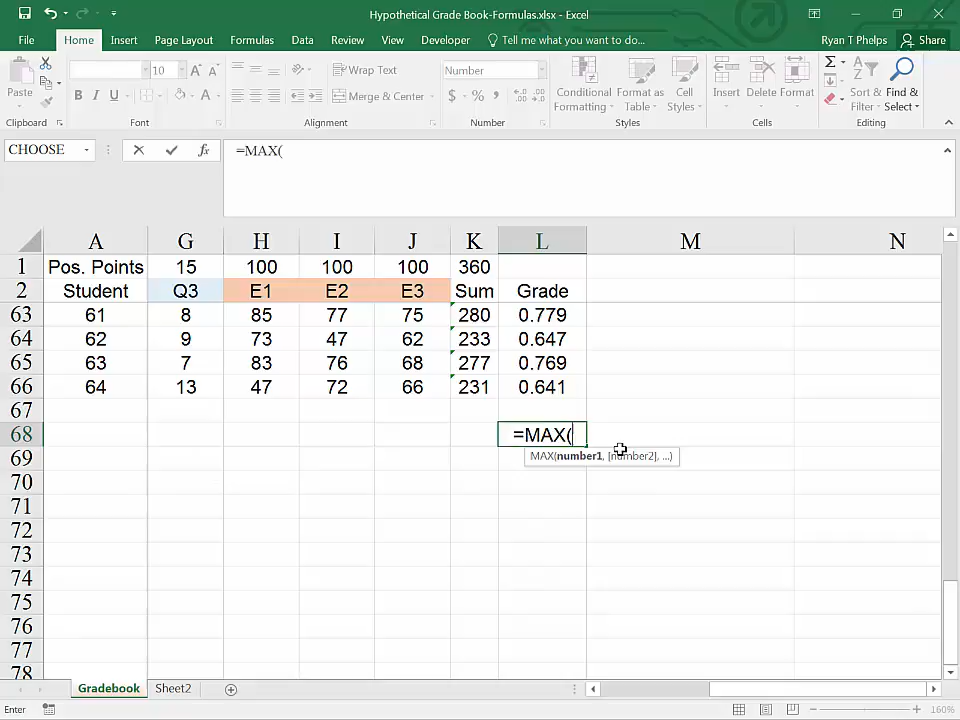 Hypothetical Grade Book-Formulas.xlsx - Excel
File Home Insert Page Layout Formulas Data Review View Developer Tell me what you want to do... Ryan T Phelps Share
Paste
Clipboard
10 A A
B I U A
Font
Wrap Text
Merge & Center
Alignment
Number
$ % ,
Number
Conditional Formatting
Format as Table
Cell Styles
Styles
Insert Delete Format
Cells
Σ
Sort & Filter
Find & Select
Editing
CHOOSE fx =MAX(
A G H I J K L M N
1 Pos. Points 15 100 100 100 360
2 Student Q3 E1 E2 E3 Sum Grade
63 61 8 85 77 75 280 0.779
64 62 9 73 47 62 233 0.647
65 63 7 83 76 68 277 0.769
66 64 13 47 72 66 231 0.641
67
68 =MAX(
69 MAX(number1, [number2], ...)
70
71
72
73
74
75
76
77
78
Gradebook Sheet2
Enter 160%